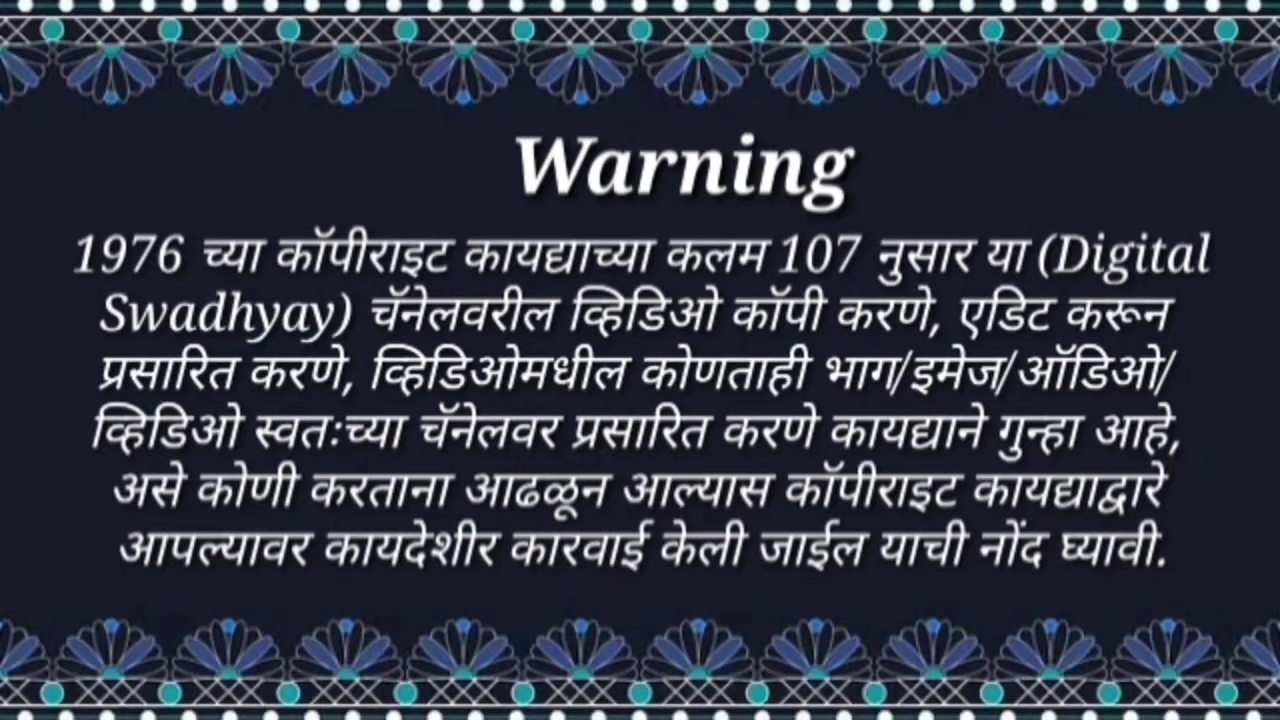 Warning
1976 च्या कॉपीराइट कायद्याच्या कलम 107 नुसार या (Digital
Swadhyay) चॅनेलवरील व्हिडिओ कॉपी करणे, एडिट करून
प्रसारित करणे, व्हिडिओमधील कोणताही भाग/इमेज/ऑडिओ/
व्हिडिओ स्वतःच्या चॅनेलवर प्रसारित करणे कायद्याने गुन्हा आहे,
असे कोणी करताना आढळून आल्यास कॉपीराइट कायद्याद्वारे
आपल्यावर कायदेशीर कारवाई केली जाईल याची नोंद घ्यावी.